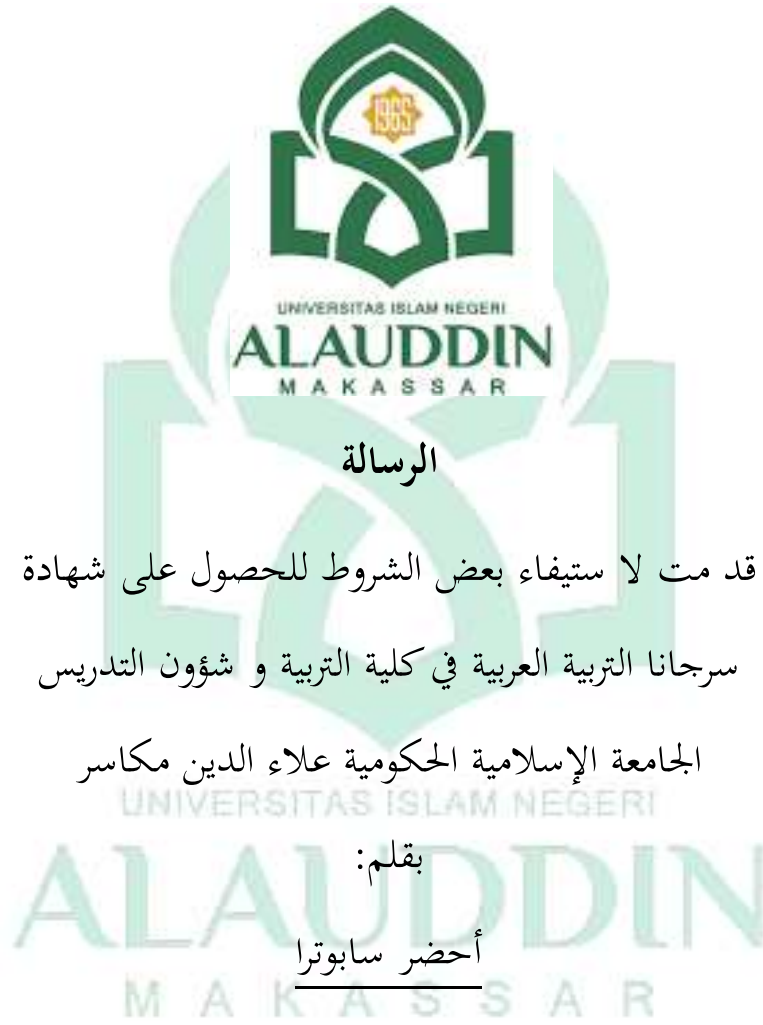 1965
UNIVERSITAS ISLAM NEGERI
ALAUDDIN
MAKASSAR
الرسالة
قد مت لا ستيفاء بعض الشروط للحصول على شهادة
سرجانا التربية العربية في كلية التربية و شؤون التدريس
الجامعة الإسلامية الحكومية علاء الدين مكاسر
UNIVERSITAS ISLAM NEGERI
بقلم:
ALAUDDIN
أحضر سابوترا
MAKASSAR